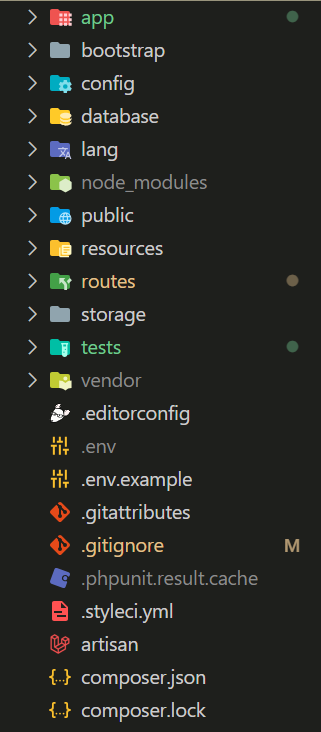 app
bootstrap
config
database
lang
node_modules
public
resources
routes
storage
tests
vendor
.editorconfig
.env
.env.example
.gitattributes
.gitignore M
.phpunit.result.cache
.styleci.yml
artisan
composer.json
composer.lock